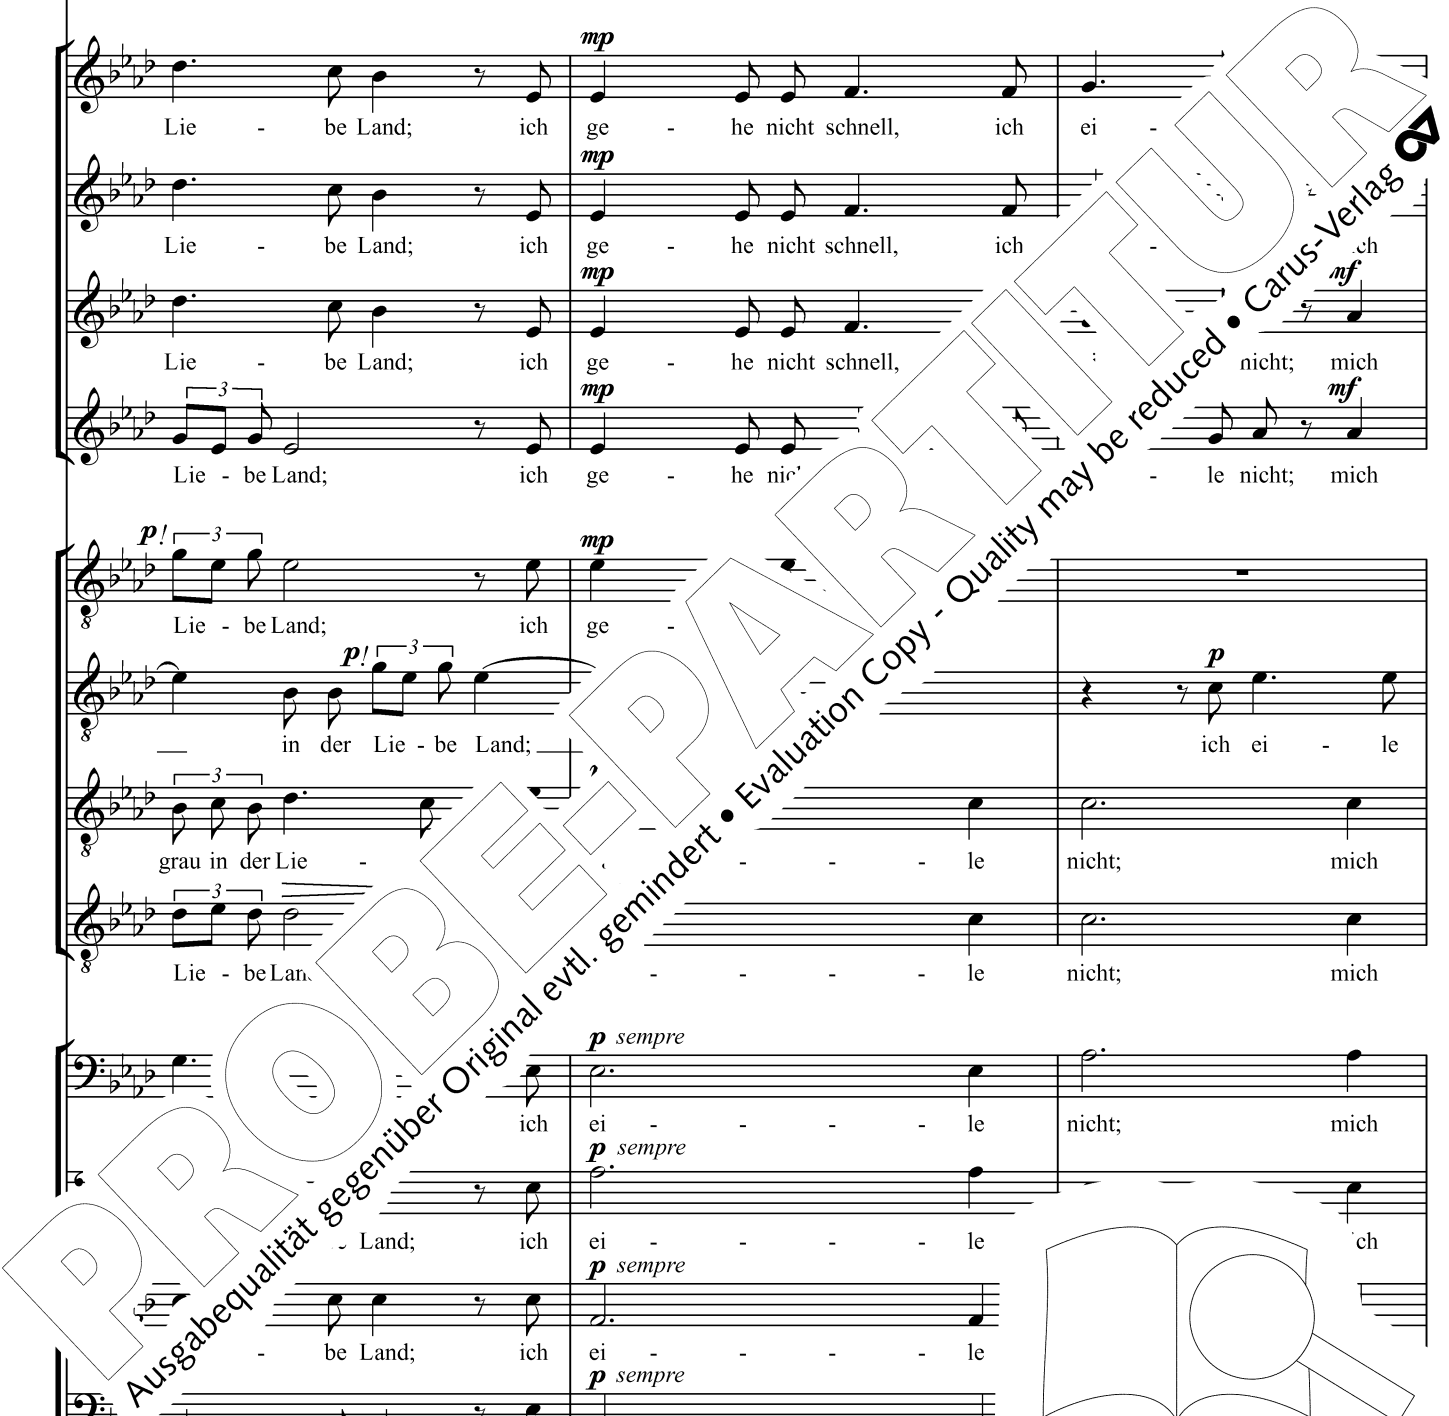 mp
Lie - be Land; ich ge - he nicht schnell, ich ei -
mp
Lie - be Land; ich ge - he nicht schnell, ich -
mp mf
Lie - be Land; ich ge - he nicht schnell, nicht; mich
3 mp mf
Lie - be Land; ich ge - he - le nicht; mich
p! 3 mp
Lie - be Land; ich ge -
p! 3 p
in der Lie - be Land; ich ei - le
3
grau in der Lie - - - - le nicht; mich
3
Lie - be - - - - le nicht; mich
p sempre
ich ei - - - - le nicht; mich
p sempre
Land; ich ei - - - - le
p sempre
- be Land; ich ei - - - - le
p sempre
PROBE-PARTITUR
Ausgabequalität gegenüber Original evtl. gemindert • Evaluation Copy - Quality may be reduced • Carus-Verlag